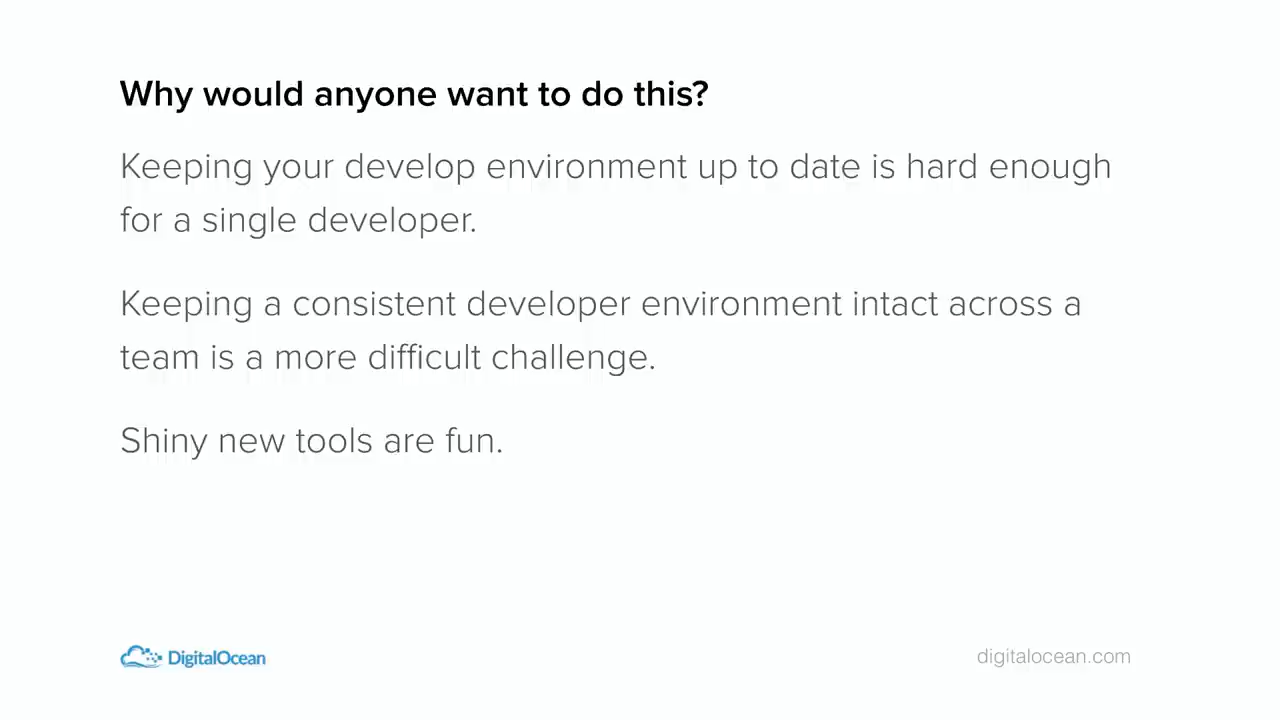 Why would anyone want to do this?
Keeping your develop environment up to date is hard enough
for a single developer.
Keeping a consistent developer environment intact across a
team is a more difficult challenge.
Shiny new tools are fun.
DigitalOcean
digitalocean.com